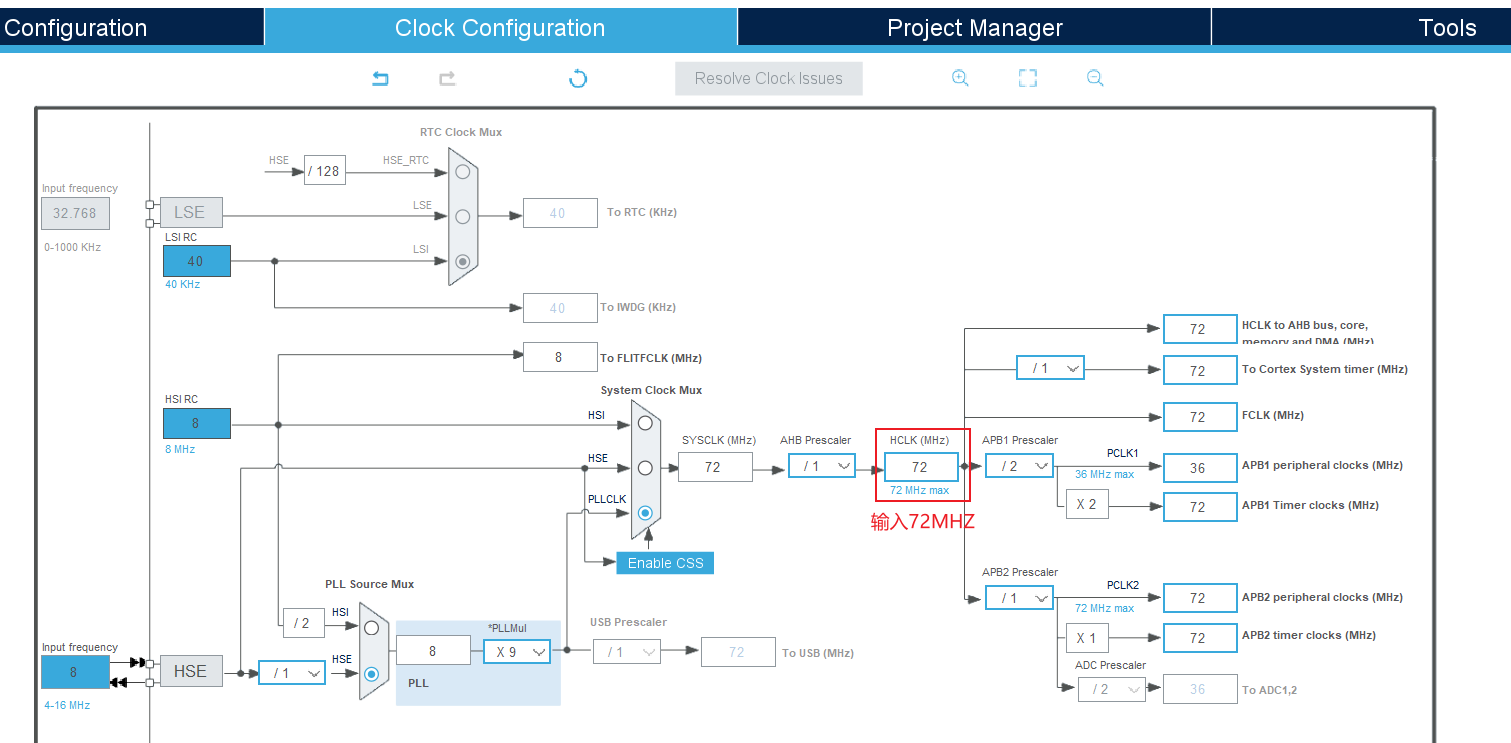 Configuration
Clock Configuration
Project Manager
Tools
Resolve Clock Issues
RTC Clock Mux
HSE
/ 128
HSE_RTC
Input frequency
32.768
0-1000 KHz
LSE
LSE
40
To RTC (KHz)
LSI RC
40
40 KHz
LSI
40
To IWDG (KHz)
8
To FLITFCLK (MHz)
HSI RC
8
8 MHz
System Clock Mux
HSI
HSE
PLLCLK
SYSCLK (MHz)
72
AHB Prescaler
/ 1
HCLK (MHz)
72
72 MHz max
输入72MHZ
Enable CSS
72
HCLK to AHB bus, core,
memory and DMA (MHz)
/ 1
72
To Cortex System timer (MHz)
72
FCLK (MHz)
APB1 Prescaler
/ 2
PCLK1
36 MHz max
36
APB1 peripheral clocks (MHz)
X 2
72
APB1 Timer clocks (MHz)
APB2 Prescaler
/ 1
PCLK2
72 MHz max
72
APB2 peripheral clocks (MHz)
X 1
72
APB2 timer clocks (MHz)
ADC Prescaler
/ 2
36
To ADC1,2
PLL Source Mux
/ 2
HSI
HSE
Input frequency
8
4-16 MHz
HSE
/ 1
8
*PLLMul
X 9
PLL
USB Prescaler
/ 1
72
To USB (MHz)